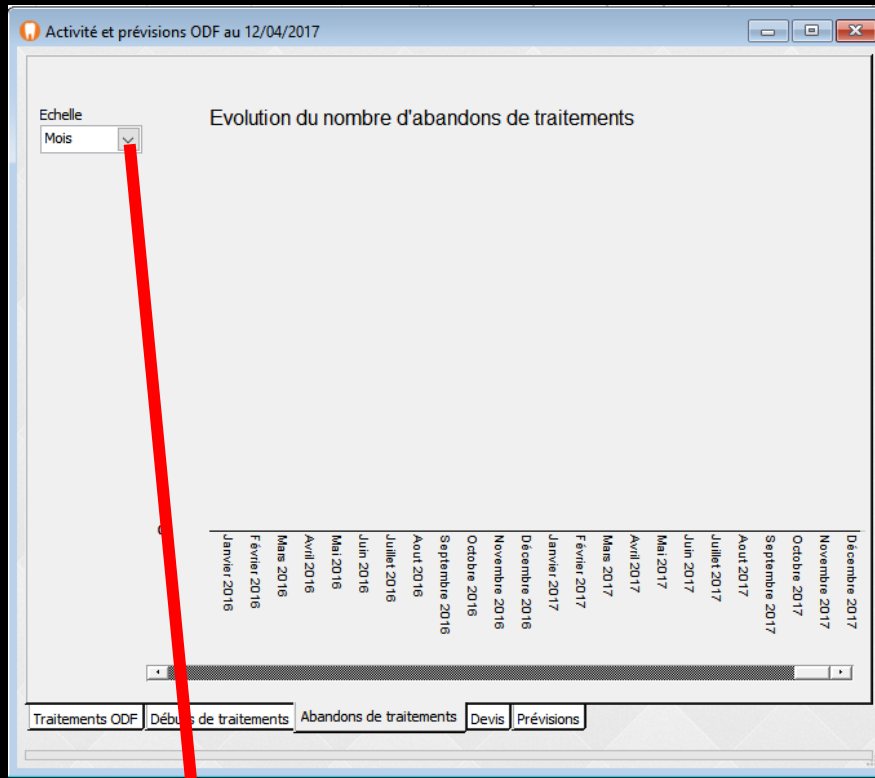 Activité et prévisions ODF au 12/04/2017
Echelle
Mois
Evolution du nombre d'abandons de traitements
Janvier 2016
Février 2016
Mars 2016
Avril 2016
Mai 2016
Juin 2016
Juillet 2016
Aout 2016
Septembre 2016
Octobre 2016
Novembre 2016
Décembre 2016
Janvier 2017
Février 2017
Mars 2017
Avril 2017
Mai 2017
Juin 2017
Juillet 2017
Aout 2017
Septembre 2017
Octobre 2017
Novembre 2017
Décembre 2017
Traitements ODF Débuts de traitements Abandons de traitements Devis Prévisions